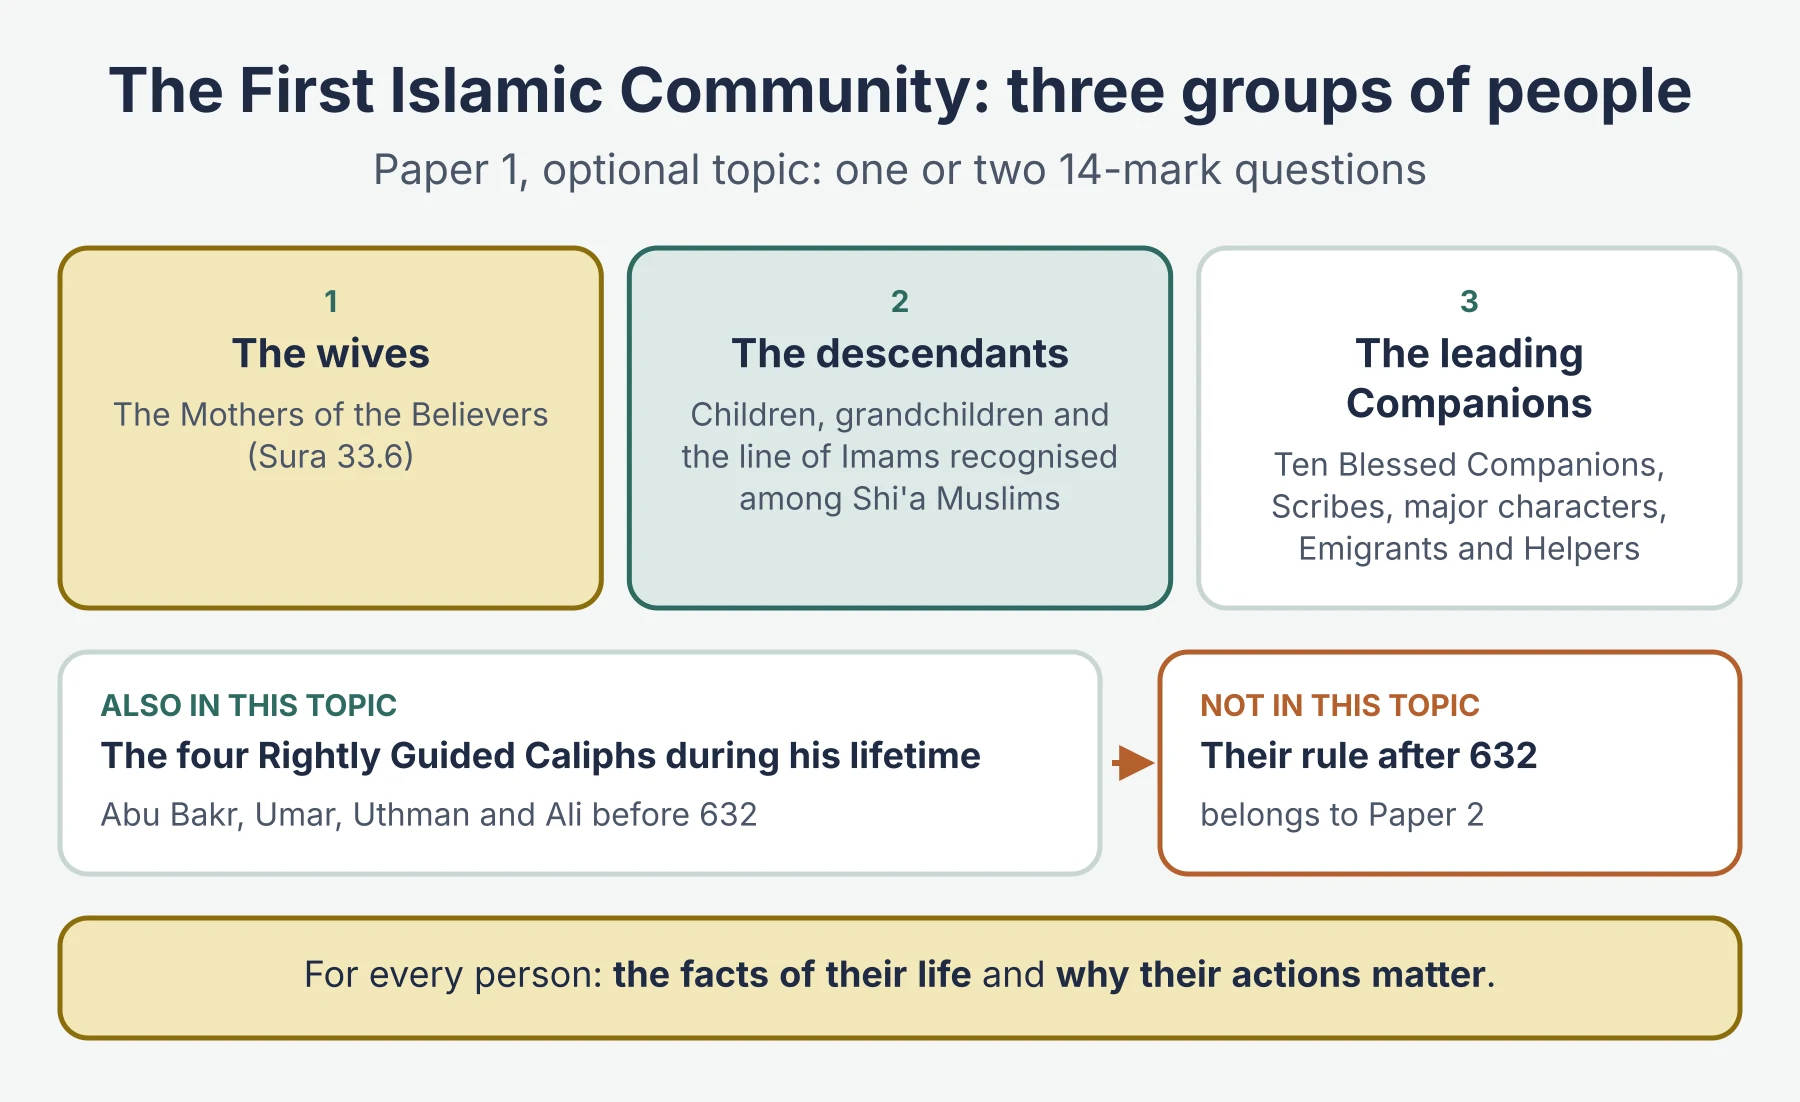 The First Islamic Community: three groups of people
Paper 1, optional topic: one or two 14-mark questions
1
The wives
The Mothers of the Believers
(Sura 33.6)
2
The descendants
Children, grandchildren and
the line of Imams recognised
among Shi'a Muslims
3
The leading
Companions
Ten Blessed Companions,
Scribes, major characters,
Emigrants and Helpers
ALSO IN THIS TOPIC
The four Rightly Guided Caliphs during his lifetime
Abu Bakr, Umar, Uthman and Ali before 632
NOT IN THIS TOPIC
Their rule after 632
belongs to Paper 2
For every person: the facts of their life and why their actions matter.